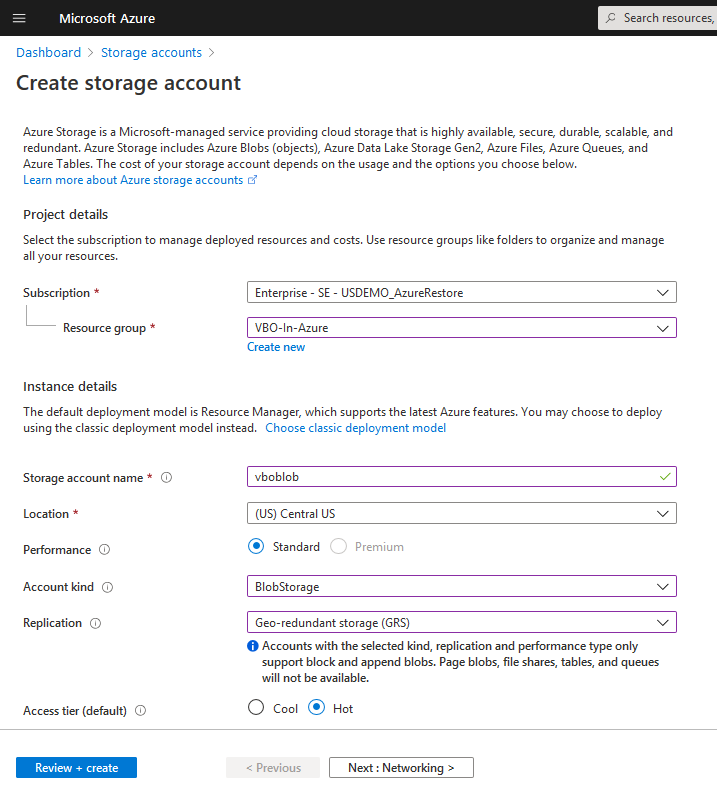 Microsoft Azure
Search resources,
Dashboard > Storage accounts >
Create storage account
Azure Storage is a Microsoft-managed service providing cloud storage that is highly available, secure, durable, scalable, and
redundant. Azure Storage includes Azure Blobs (objects), Azure Data Lake Storage Gen2, Azure Files, Azure Queues, and
Azure Tables. The cost of your storage account depends on the usage and the options you choose below.
Learn more about Azure storage accounts
Project details
Select the subscription to manage deployed resources and costs. Use resource groups like folders to organize and manage
all your resources.
Subscription *
Enterprise - SE - USDEMO_AzureRestore
Resource group *
VBO-In-Azure
Create new
Instance details
The default deployment model is Resource Manager, which supports the latest Azure features. You may choose to deploy
using the classic deployment model instead. Choose classic deployment model
Storage account name *
vboblob
Location *
(US) Central US
Performance
Standard Premium
Account kind
BlobStorage
Replication
Geo-redundant storage (GRS)
Accounts with the selected kind, replication and performance type only
support block and append blobs. Page blobs, file shares, tables, and queues
will not be available.
Access tier (default)
Cool Hot
Review + create
< Previous
Next : Networking >